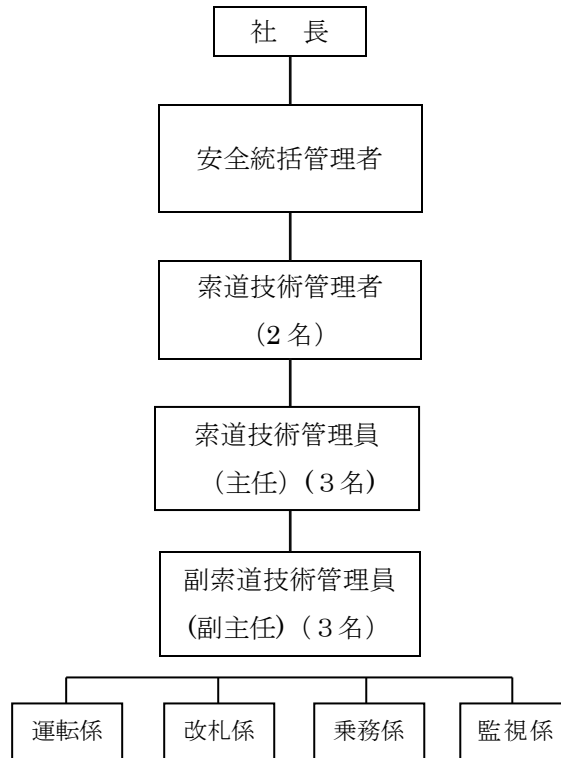 社　長
安全統括管理者
索道技術管理者
（2 名）
索道技術管理員
（主任）(３名)
副索道技術管理員
(副主任)（３名）
運転係
改札係
乗務係
監視係